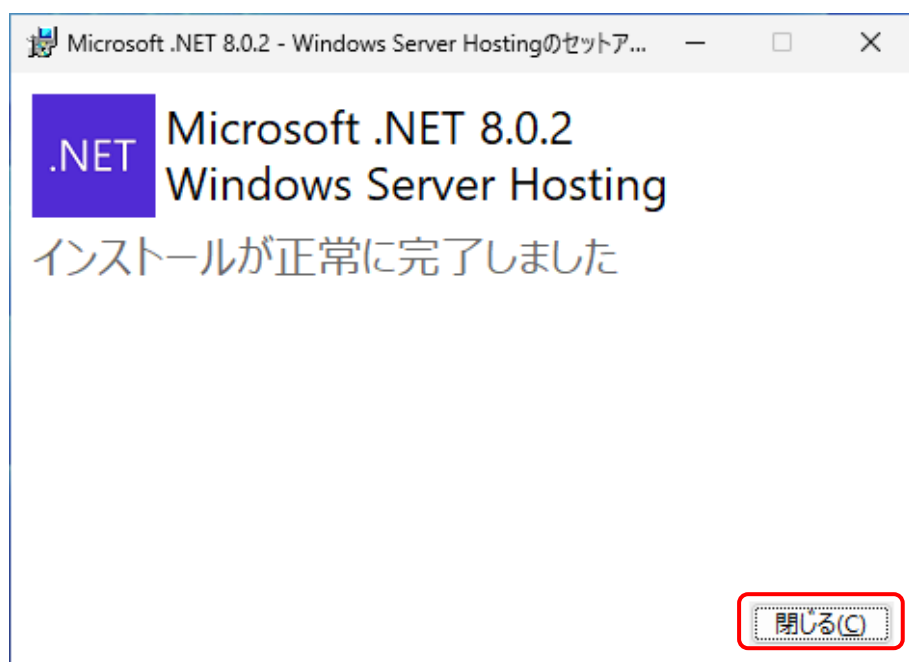 Microsoft .NET 8.0.2 - Windows Server Hostingのセットア...
.NET
Microsoft .NET 8.0.2
Windows Server Hosting
インストールが正常に完了しました
閉じる(C)